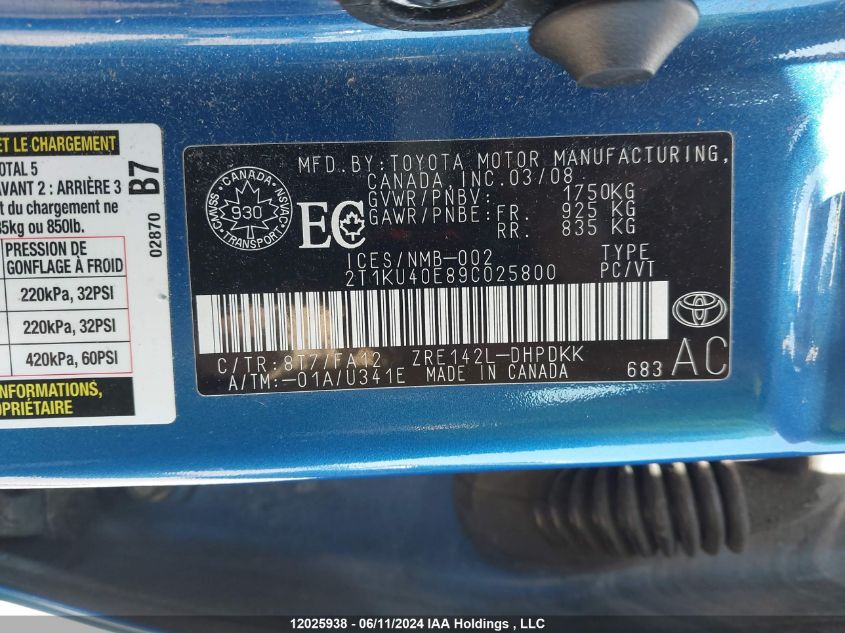 ET LE CHARGEMENT
OTAL 5
AVANT 2 : ARRIÈRE 3
t du chargement ne
85kg ou 850lb.
B7
02870
PRESSION DE
GONFLAGE À FROID
220kPa, 32PSI
220kPa, 32PSI
420kPa, 60PSI
INFORMATIONS,
OPRIÉTAIRE
MFD.BY:TOYOTA MOTOR MANUFACTURING,
CANADA, INC.03/08
GVWR/PNBV: 1750KG
GAWR/PNBE:FR. 925 KG
RR. 835 KG
CANADA
CMVSS
NSVAC
930
TRANSPORT
EC
ICES/NMB-002
TYPE
2T1KU40E89C025800
PC/VT
C/TR:8T7/FA12 ZRE142L-DHPDKK
A/TM:-01A/U341E MADE IN CANADA
683 AC
12025938 - 06/11/2024 IAA Holdings , LLC